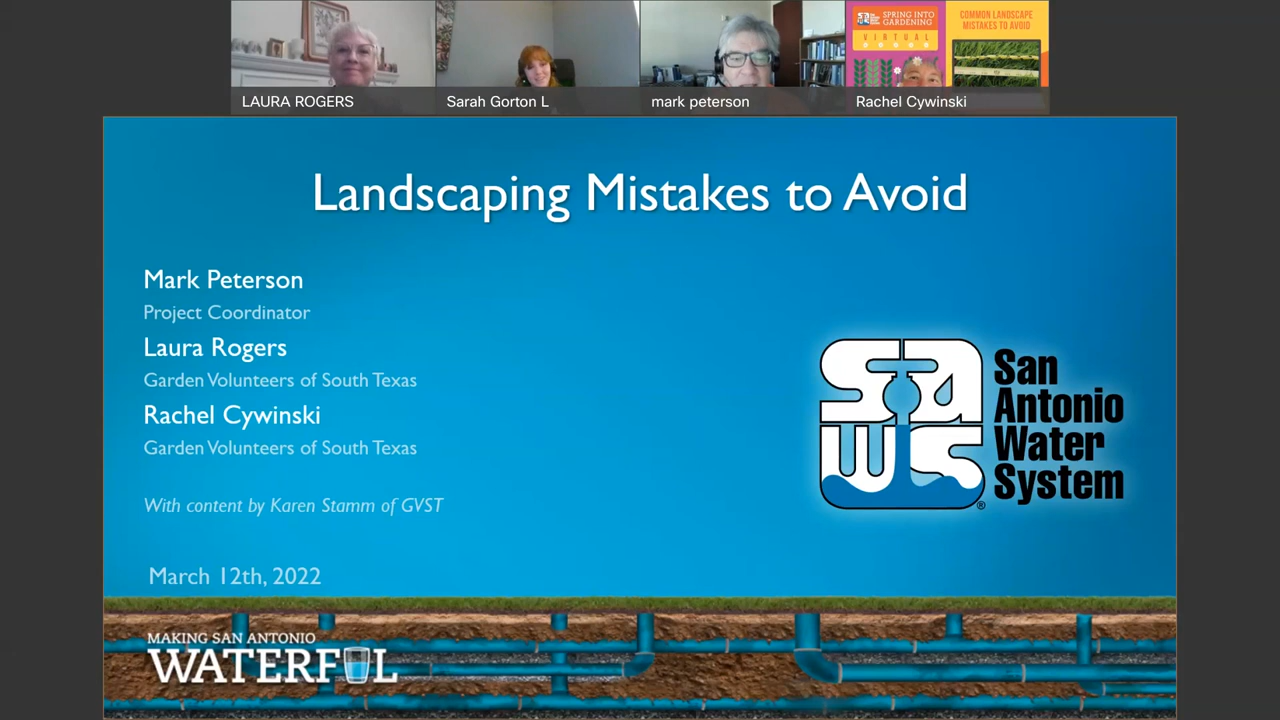 SPRING INTO
GARDENING
VIRTUAL
COMMON LANDSCAPE
MISTAKES TO AVOID
LAURA ROGERS
Sarah Gorton L
mark peterson
Rachel Cywinski
Landscaping Mistakes to Avoid
Mark Peterson
Project Coordinator
Laura Rogers
Garden Volunteers of South Texas
Rachel Cywinski
Garden Volunteers of South Texas
With content by Karen Stamm of GVST
March 12th, 2022
SAWS
San
Antonio
Water
System
®
MAKING SAN ANTONIO
WATERFUL